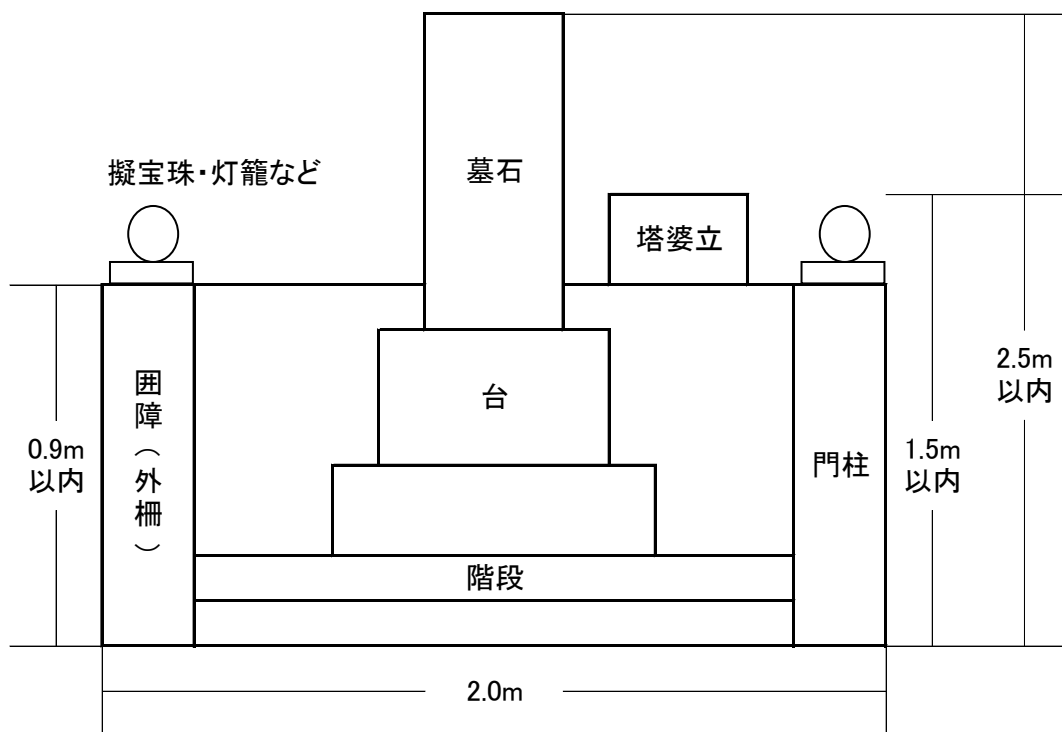 擬宝珠・灯籠など
墓石
塔婆立
2.5m
以内
囲障（外柵）
台
0.9m
以内
門柱
1.5m
以内
階段
2.0m